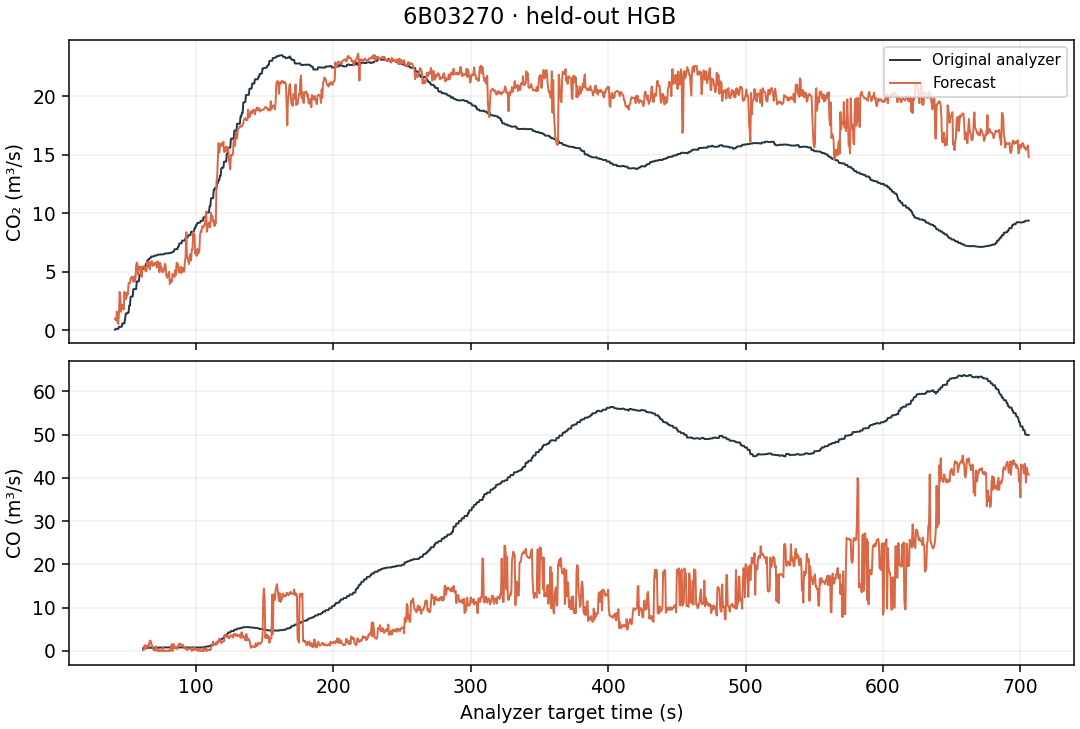 6B03270 · held-out HGB
Original analyzer
Forecast
CO₂ (m³/s)
20
15
10
5
0
CO (m³/s)
60
50
40
30
20
10
0
100 200 300 400 500 600 700
Analyzer target time (s)